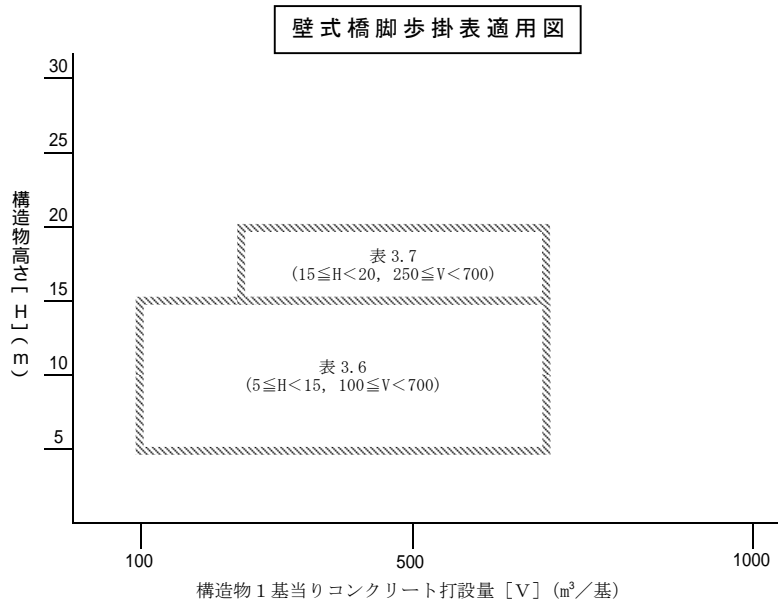 壁式橋脚歩掛表適用図
30
25
20
15
10
5
構造物高さ[H](m)
表 3.7
(15≦H＜20, 250≦V＜700)
表 3.6
(5≦H＜15, 100≦V＜700)
100
500
1000
構造物１基当りコンクリート打設量［V］(m³／基)